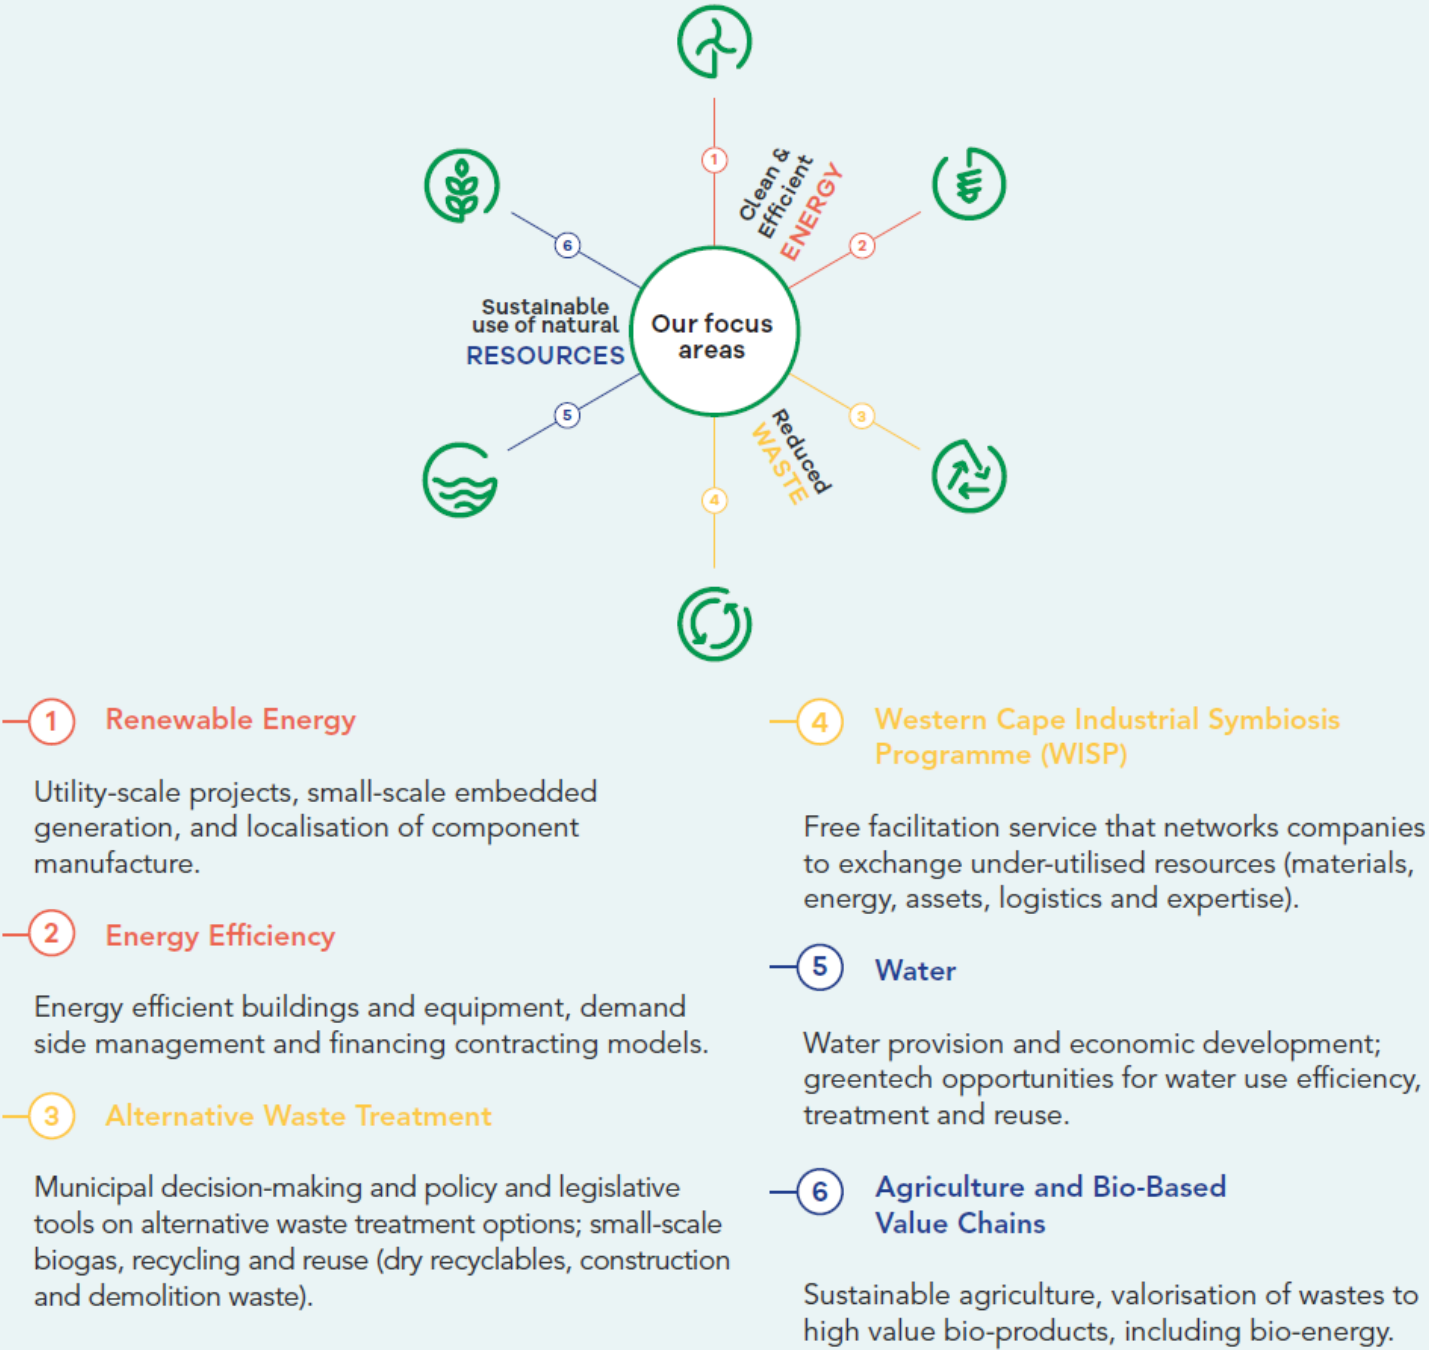 1
Clean &
Efficient
ENERGY
2
6
Sustainable
use of natural
RESOURCES
Our focus
areas
5
3
Reduced
WASTE
4
1 Renewable Energy
Utility-scale projects, small-scale embedded
generation, and localisation of component
manufacture.
2 Energy Efficiency
Energy efficient buildings and equipment, demand
side management and financing contracting models.
3 Alternative Waste Treatment
Municipal decision-making and policy and legislative
tools on alternative waste treatment options; small-scale
biogas, recycling and reuse (dry recyclables, construction
and demolition waste).
4 Western Cape Industrial Symbiosis
Programme (WISP)
Free facilitation service that networks companies
to exchange under-utilised resources (materials,
energy, assets, logistics and expertise).
5 Water
Water provision and economic development;
greentech opportunities for water use efficiency,
treatment and reuse.
6 Agriculture and Bio-Based
Value Chains
Sustainable agriculture, valorisation of wastes to
high value bio-products, including bio-energy.